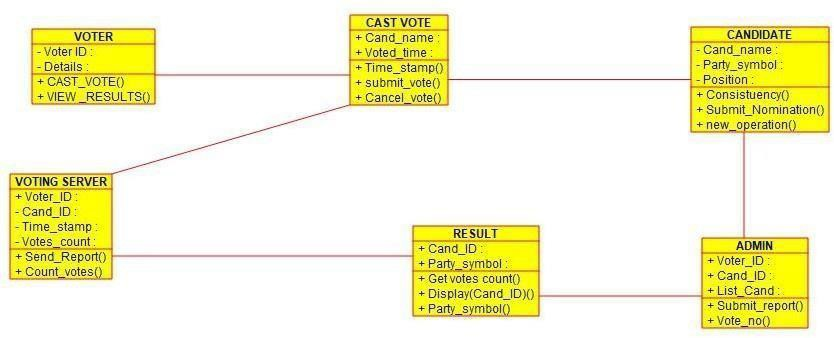 VOTER
- Voter ID :
- Details :
+ CAST_VOTE()
+ VIEW _RESULTS()
CAST VOTE
+ Cand_name :
+ Voted_time :
+ Time_stamp()
+ submit_vote()
+ Cancel_vote()
CANDIDATE
- Cand_name :
- Party_symbol :
- Position :
+ Consistuency()
+ Submit_Nomination()
+ new_operation()
VOTING SERVER
+ Voter_ID :
- Cand_ID :
- Time_stamp :
- Votes_count :
+ Send_Report()
+ Count_votes()
RESULT
+ Cand_ID :
+ Party_symbol :
+ Get votes count()
+ Display(Cand_ID)()
+ Party_symbol()
ADMIN
+ Voter_ID :
+ Cand_ID :
+ List_Cand :
+ Submit_report()
+ Vote_no()